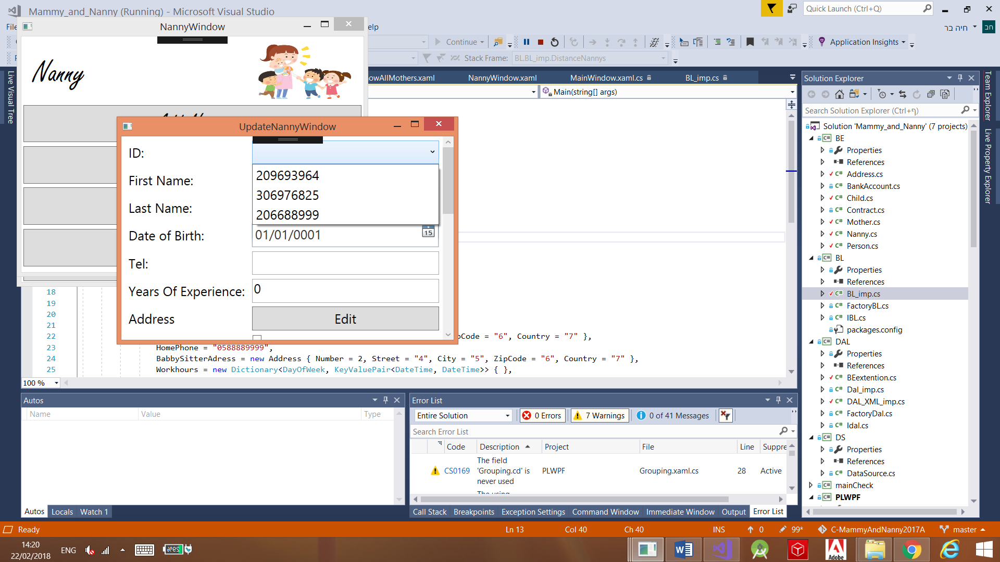 Mammy_and_Nanny (Running) - Microsoft Visual Studio
Quick Launch (Ctrl+Q)
חיה בר
חב
NannyWindow
Continue
Application Insights
Stack Frame:
BL.BL_imp.DistanceNannys
Nanny
owAllMothers.xaml
NannyWindow.xaml
MainWindow.xaml.cs
BL_imp.cs
Main(string[] args)
Live Visual Tree
UpdateNannyWindow
ID:
209693964
306976825
206688999
First Name:
Last Name:
Date of Birth:
01/01/0001
15
Tel:
Years Of Experience:
0
Address
Edit
18
19
20
21
22
pCode = "6", Country = "7" },
23
HomePhone = "0588889999",
24
BabbySitterAdress = new Address { Number = 2, Street = "4", City = "5", ZipCode = "6", Country = "7" },
25
Workhours = new Dictionary<DayOfWeek, KeyValuePair<DateTime, DateTime>> { },
100 %
Solution Explorer
Search Solution Explorer (Ctrl+ף)
Solution 'Mammy_and_Nanny' (7 projects)
BE
Properties
References
Address.cs
BankAccount.cs
Child.cs
Contract.cs
Mother.cs
Nanny.cs
Person.cs
BL
Properties
References
BL_imp.cs
FactoryBL.cs
IBL.cs
packages.config
DAL
Properties
References
BEextention.cs
Dal_imp.cs
DAL_XML_imp.cs
FactoryDal.cs
Idal.cs
DS
Properties
References
DataSource.cs
mainCheck
PLWPF
Team Explorer
Live Property Explorer
Autos
Name
Value
Type
Autos
Locals
Watch 1
Error List
Entire Solution
0 Errors
7 Warnings
0 of 41 Messages
Search Error List
Code
Description
Project
File
Line
Suppre
CS0169
The field
'Grouping.cd' is
never used
PLWPF
Grouping.xaml.cs
28
Active
Call Stack
Breakpoints
Exception Settings
Command Window
Immediate Window
Output
Error List
Ready
Ln 13
Col 40
Ch 40
INS
0
99*
C-MammyAndNanny2017A
master
14:20
22/02/2018
ENG
29%
Adobe